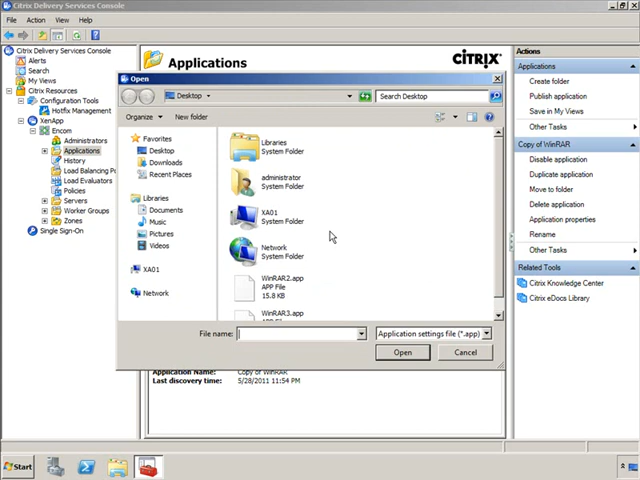 Citrix Delivery Services Console
File Action View Help
Citrix Delivery Services Console
Alerts
Search
My Views
Citrix Resources
Configuration Tools
Hotfix Management
XenApp
Encom
Administrators
Applications
History
Load Balancing Po
Load Evaluators
Policies
Servers
Worker Groups
Zones
Single Sign-On
Applications
CITRIX
Open
Desktop
Search Desktop
Organize
New folder
Favorites
Desktop
Downloads
Recent Places
Libraries
Documents
Music
Pictures
Videos
XA01
Network
Libraries
System Folder
administrator
System Folder
XA01
System Folder
Network
System Folder
WinRAR2.app
APP File
15.8 KB
WinRAR3.app
APP File
File name:
Application settings file (*.app)
Open
Cancel
Application Name: Copy of WinRAR
Last discovery time: 5/28/2011 11:54 PM
Actions
Applications
Create folder
Publish application
Save in My Views
Other Tasks
Copy of WinRAR
Disable application
Duplicate application
Move to folder
Delete application
Application properties
Rename
Other Tasks
Related Tools
Citrix Knowledge Center
Citrix eDocs Library
Start